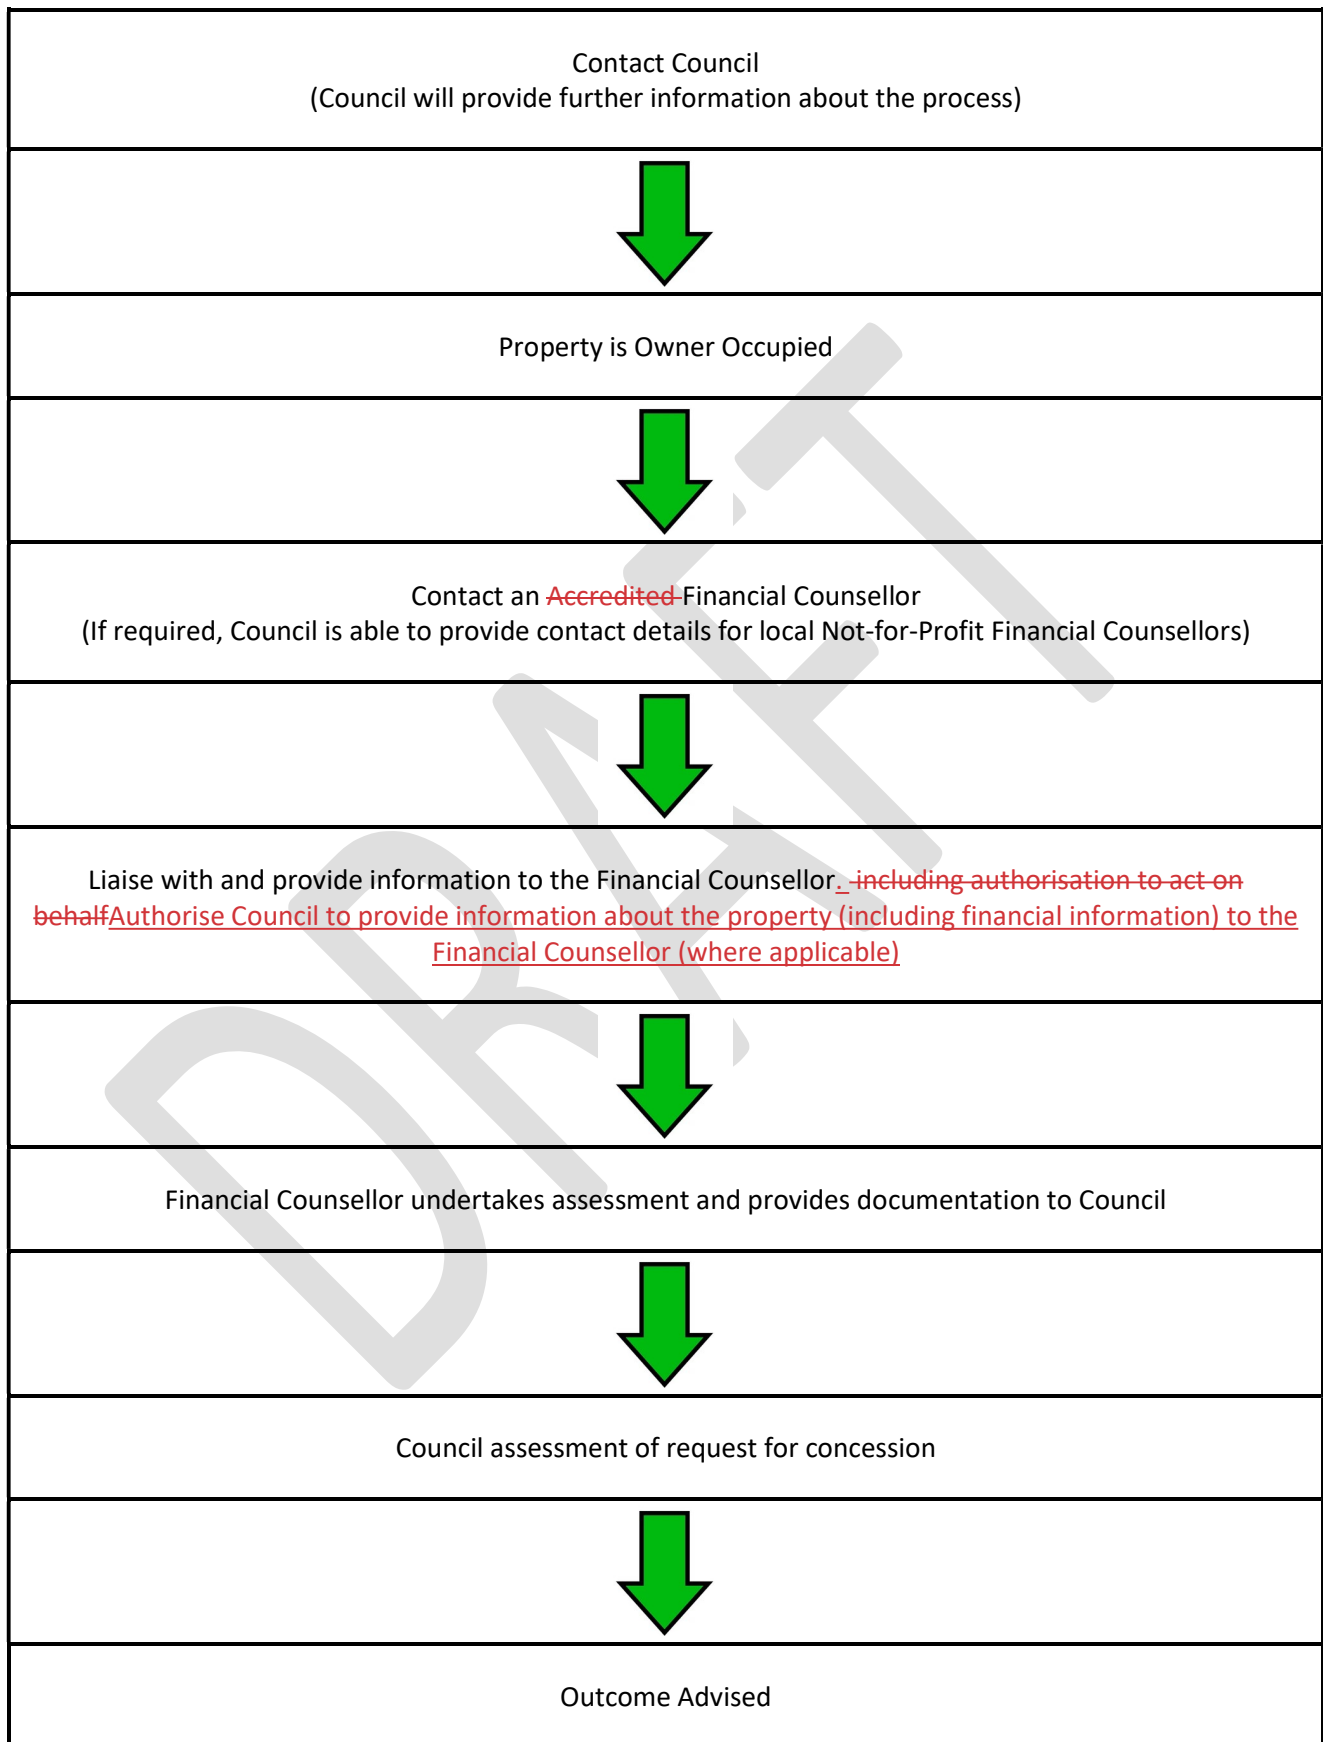 Contact Council
(Council will provide further information about the process)
Property is Owner Occupied
Contact an Accredited Financial Counsellor
(If required, Council is able to provide contact details for local Not-for-Profit Financial Counsellors)
Liaise with and provide information to the Financial Counsellor. including authorisation to act on
behalfAuthorise Council to provide information about the property (including financial information) to the
Financial Counsellor (where applicable)
Financial Counsellor undertakes assessment and provides documentation to Council
Council assessment of request for concession
Outcome Advised
DRAFT